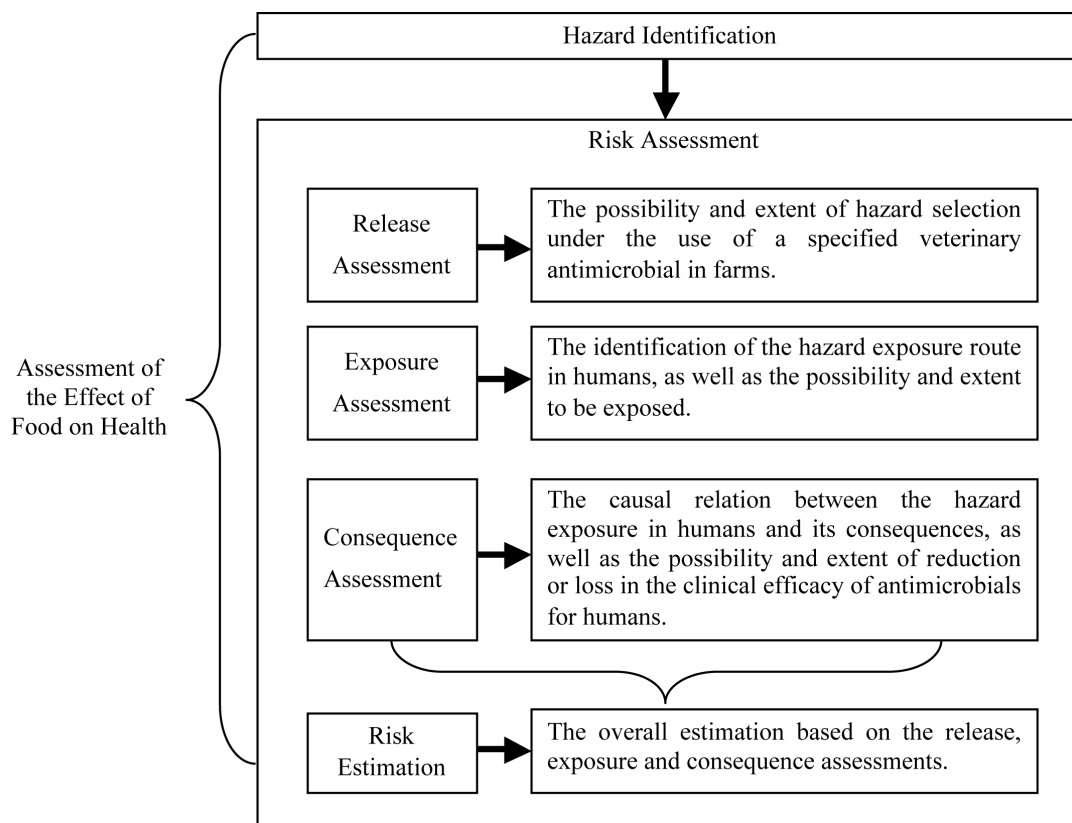 Hazard Identification
Risk Assessment
Release
Assessment
The possibility and extent of hazard selection
under the use of a specified veterinary
antimicrobial in farms.
Exposure
Assessment
The identification of the hazard exposure route
in humans, as well as the possibility and extent
to be exposed.
Assessment of
the Effect of
Food on Health
Consequence
Assessment
The causal relation between the hazard
exposure in humans and its consequences, as
well as the possibility and extent of reduction
or loss in the clinical efficacy of antimicrobials
for humans.
Risk
Estimation
The overall estimation based on the release,
exposure and consequence assessments.